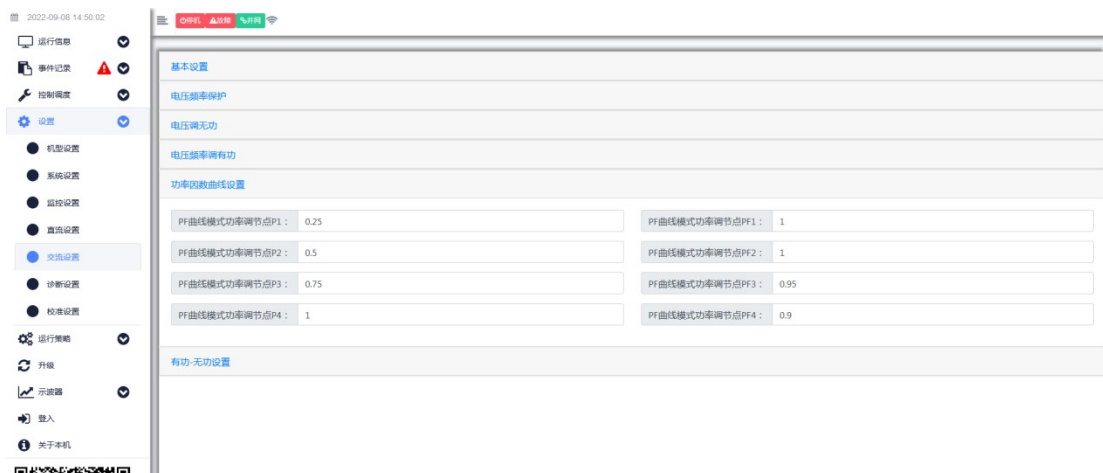 2022-09-06 14:50:02
停机 故障 并网
运行信息
事件记录
控制调度
设置
机型设置
系统设置
监控设置
直流设置
交流设置
诊断设置
校准设置
运行策略
升级
示波器
登入
关于本机
基本设置
电压频率保护
电压调无功
电压频率调有功
功率因数曲线设置
PF曲线模式功率调节点P1： 0.25
PF曲线模式功率调节点PF1： 1
PF曲线模式功率调节点P2： 0.5
PF曲线模式功率调节点PF2： 1
PF曲线模式功率调节点P3： 0.75
PF曲线模式功率调节点PF3： 0.95
PF曲线模式功率调节点P4： 1
PF曲线模式功率调节点PF4： 0.9
有功-无功设置